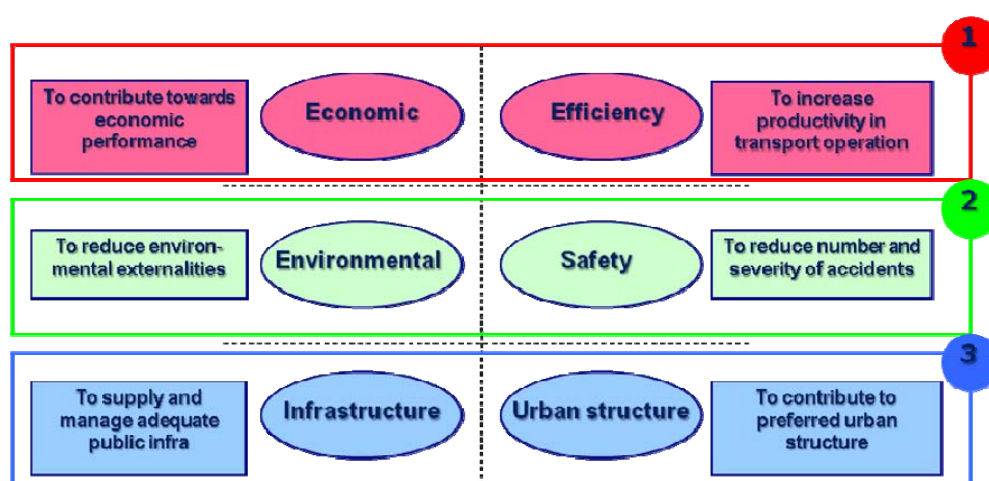 1
To contribute towards
economic
performance
Economic
Efficiency
To increase
productivity in
transport operation
2
To reduce environ-
mental externalities
Environmental
Safety
To reduce number and
severity of accidents
3
To supply and
manage adequate
public infra
Infrastructure
Urban structure
To contribute to
preferred urban
structure